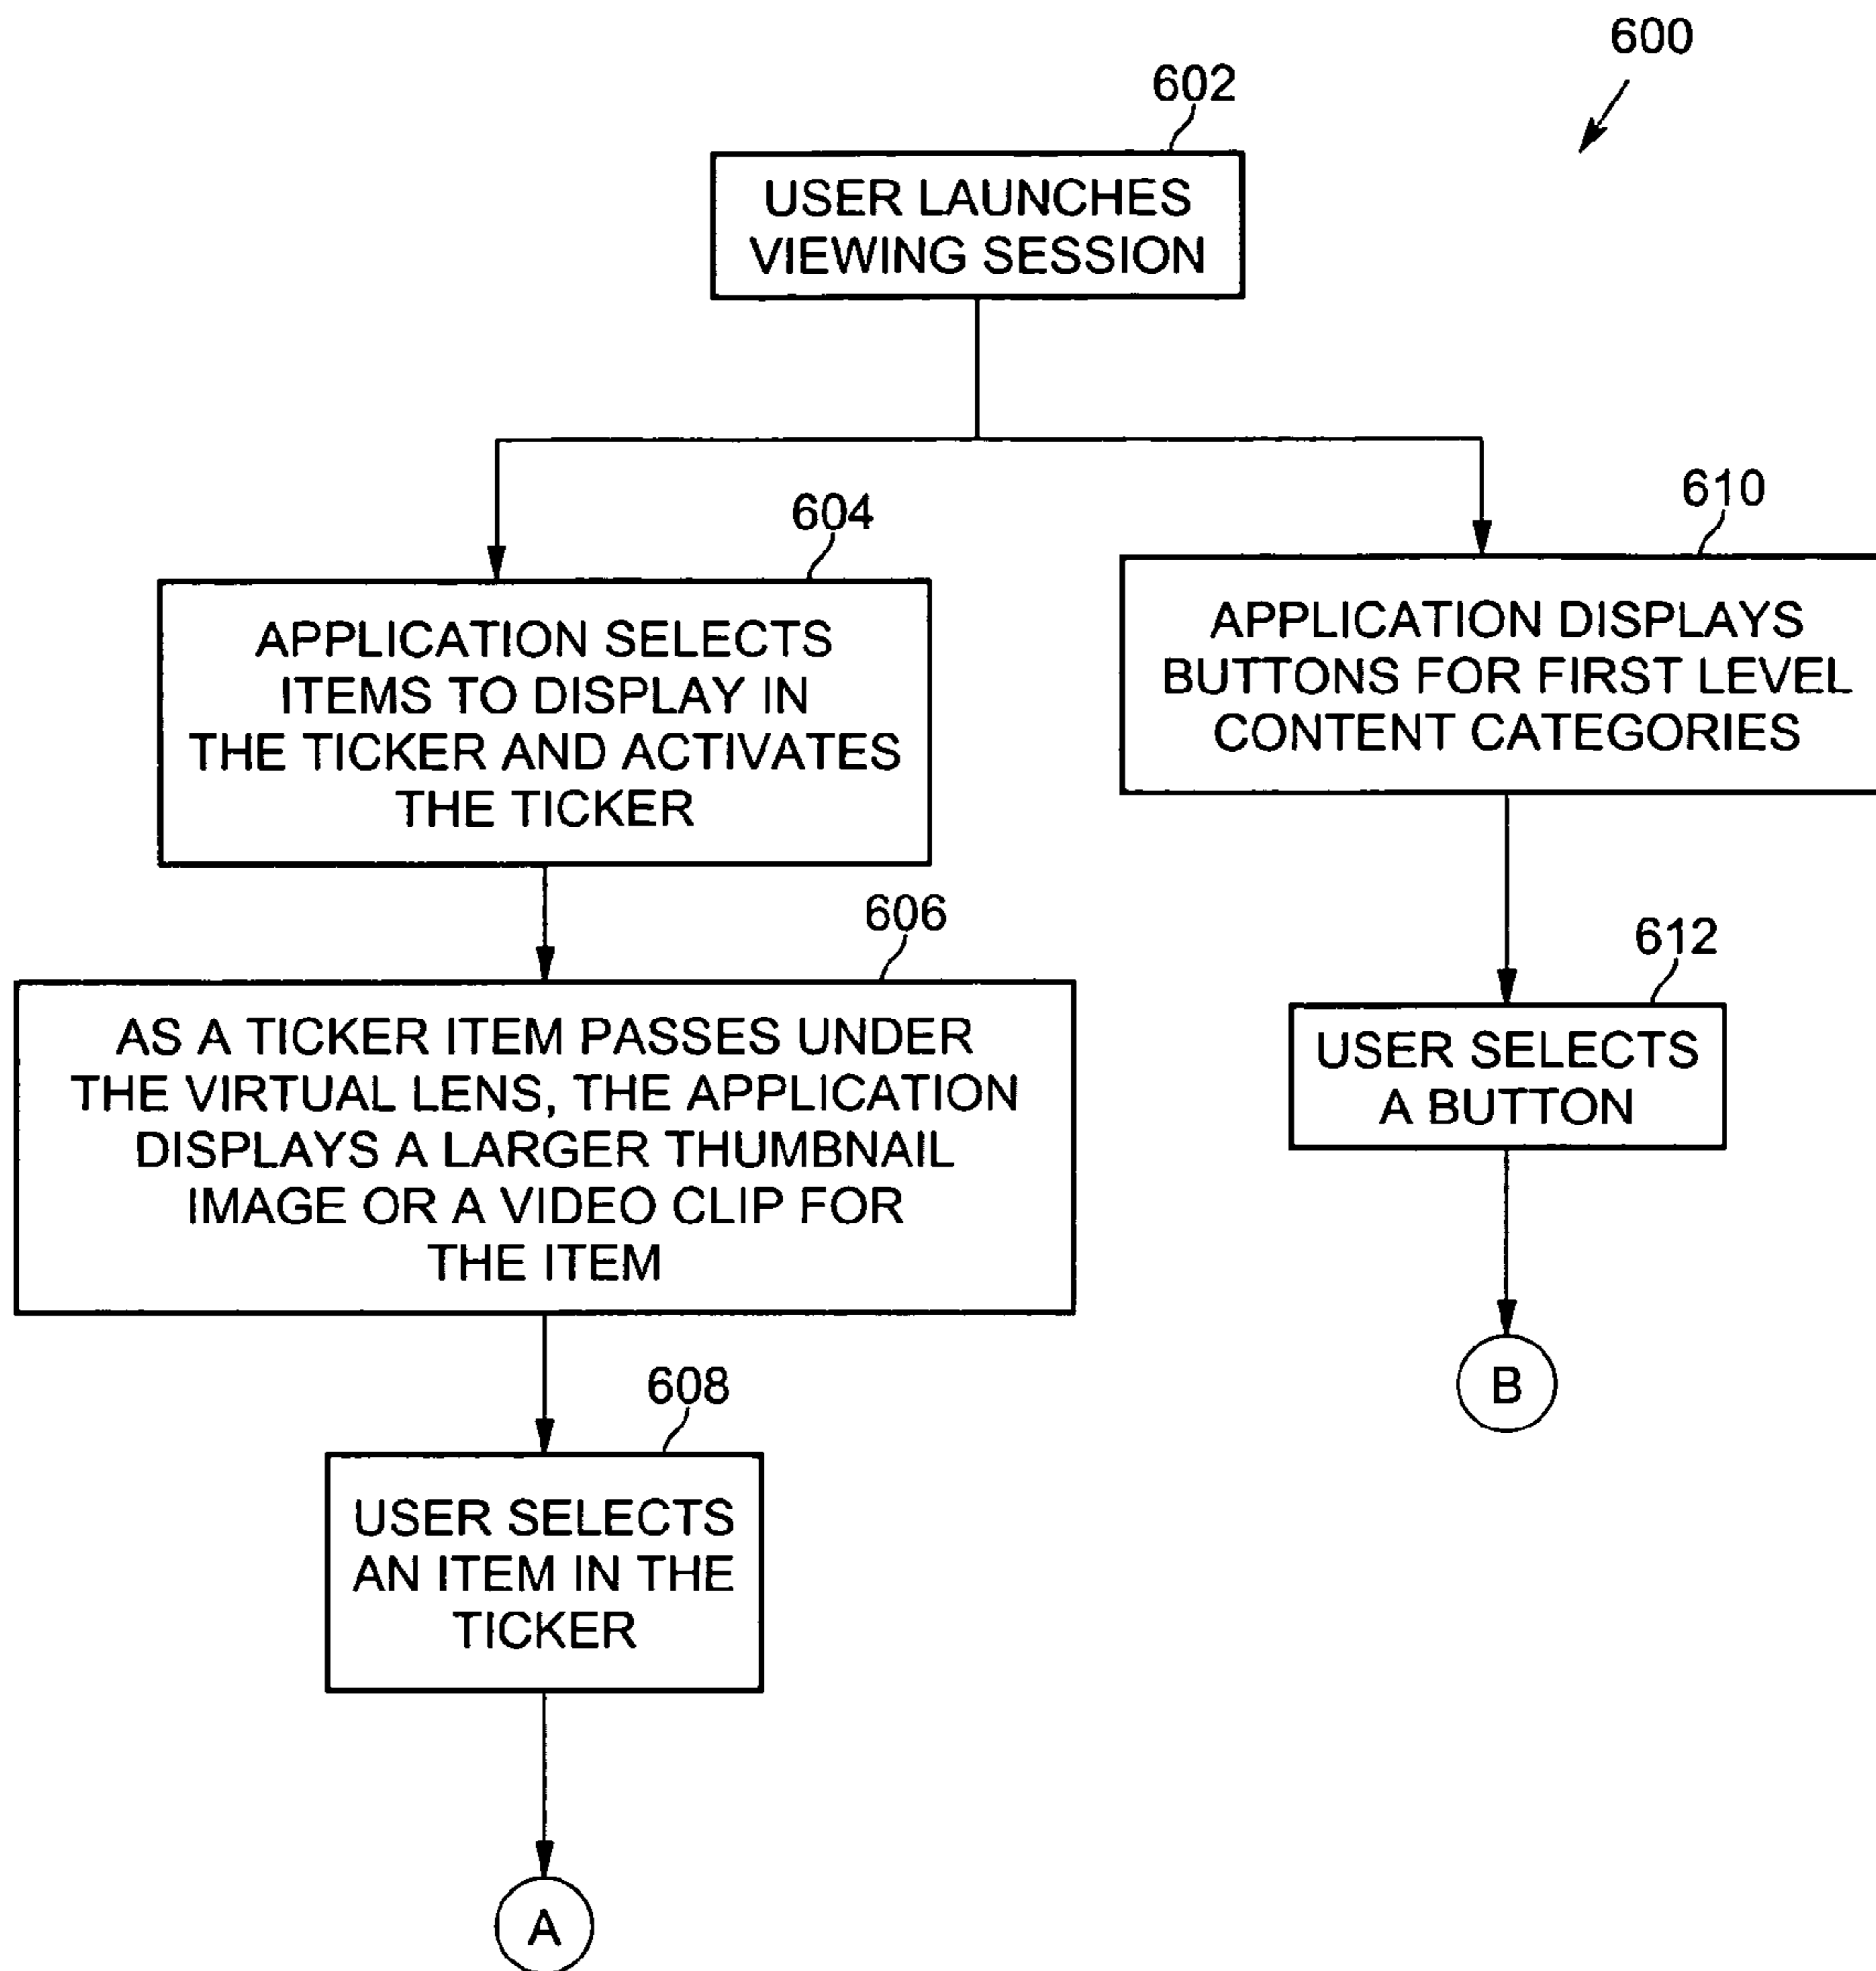 600
602
USER LAUNCHES
VIEWING SESSION
604
APPLICATION SELECTS
ITEMS TO DISPLAY IN
THE TICKER AND ACTIVATES
THE TICKER
606
AS A TICKER ITEM PASSES UNDER
THE VIRTUAL LENS, THE APPLICATION
DISPLAYS A LARGER THUMBNAIL
IMAGE OR A VIDEO CLIP FOR
THE ITEM
608
USER SELECTS
AN ITEM IN THE
TICKER
A
610
APPLICATION DISPLAYS
BUTTONS FOR FIRST LEVEL
CONTENT CATEGORIES
612
USER SELECTS
A BUTTON
B